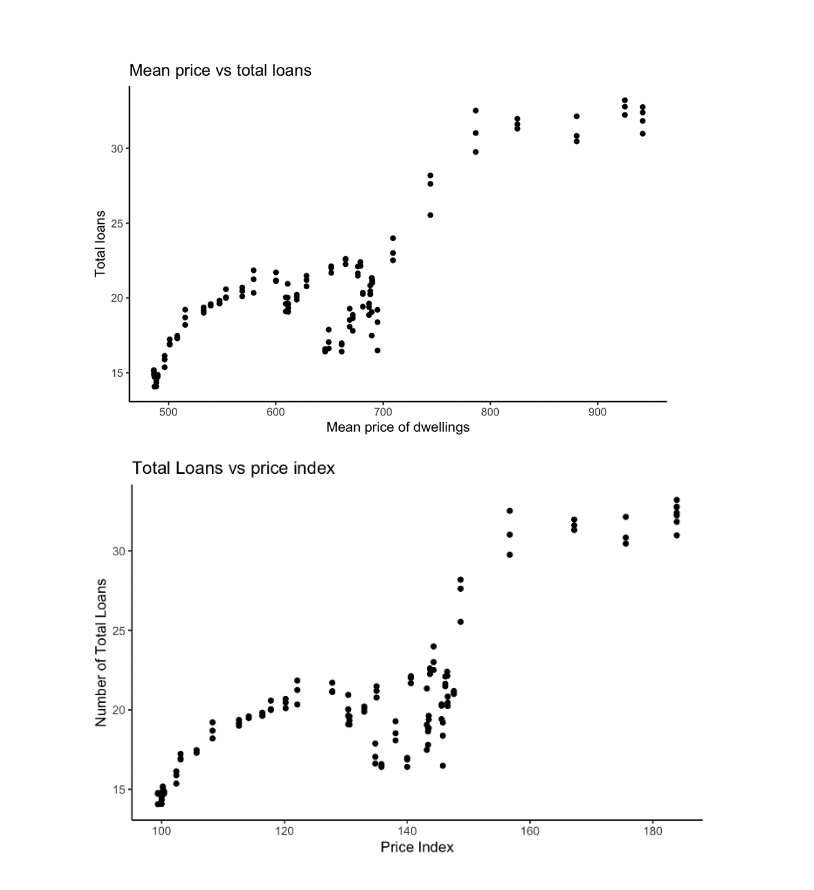 Mean price vs total loans
30
25
20
15
Total loans
500 600 700 800 900
Mean price of dwellings
Total Loans vs price index
30
25
20
15
Number of Total Loans
100 120 140 160 180
Price Index